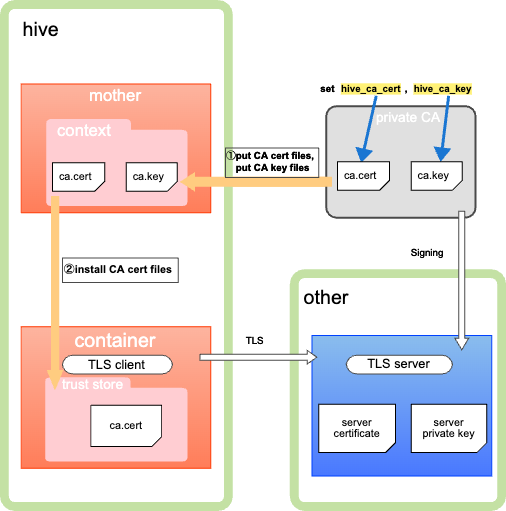 hive
mother
context
ca.cert
ca.key
set hive_ca_cert , hive_ca_key
private CA
ca.cert
ca.key
①put CA cert files,
put CA key files
②install CA cert files
Signing
other
container
TLS client
trust store
ca.cert
TLS
TLS server
server
certificate
server
private key